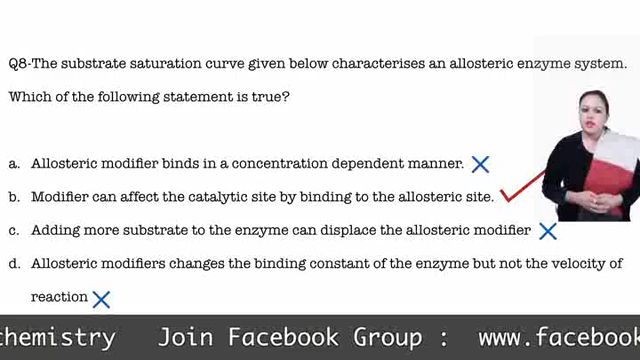 Q8-The substrate saturation curve given below characterises an allosteric enzyme system.
Which of the following statement is true?
a. Allosteric modifier binds in a concentration dependent manner.
b. Modifier can affect the catalytic site by binding to the allosteric site.
c. Adding more substrate to the enzyme can displace the allosteric modifier
d. Allosteric modifiers changes the binding constant of the enzyme but not the velocity of
reaction
chemistry Join Facebook Group : www.facebook